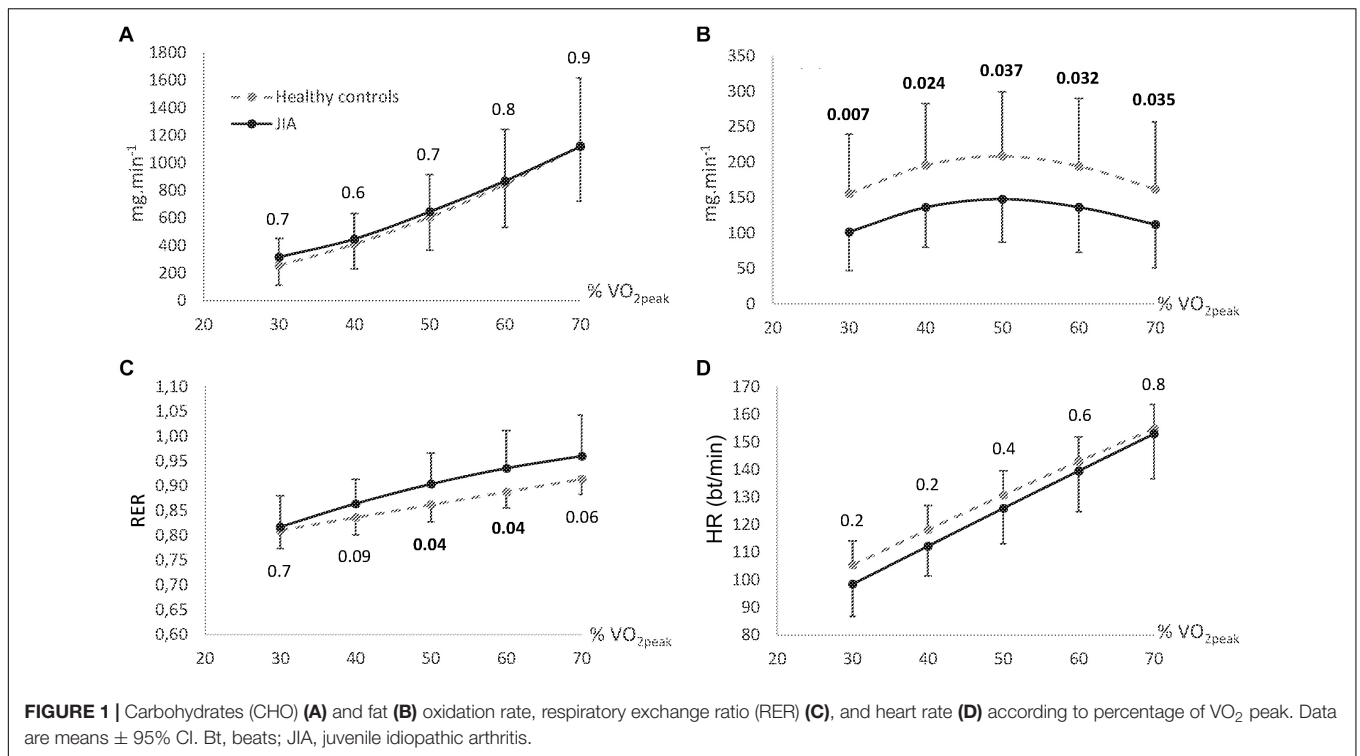 A
1800
1600
1400
1200
1000
800
600
400
200
0
mg.min-1
Healthy controls
JIA
0.7
0.6
0.7
0.8
0.9
% VO2peak
20 30 40 50 60 70
B
350
300
250
200
150
100
50
0
mg.min-1
0.007
0.024
0.037
0.032
0.035
% VO2peak
20 30 40 50 60 70
C
1,10
1,05
1,00
0,95
0,90
0,85
0,80
0,75
0,70
0,65
0,60
RER
0.7
0.09
0.04
0.04
0.06
% VO2peak
20 30 40 50 60 70
D
170
160
150
140
130
120
110
100
90
80
HR (bt/min)
0.2
0.2
0.4
0.6
0.8
% VO2peak
20 30 40 50 60 70
FIGURE 1 | Carbohydrates (CHO) (A) and fat (B) oxidation rate, respiratory exchange ratio (RER) (C), and heart rate (D) according to percentage of VO2 peak. Data
are means ± 95% CI. Bt, beats; JIA, juvenile idiopathic arthritis.